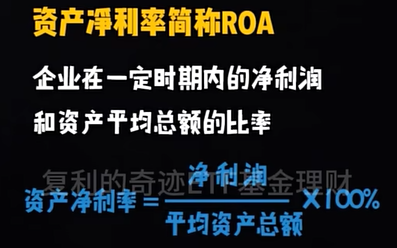 资产净利率简称ROA
企业在一定时期内的净利润
和资产平均总额的比率
复利的奇迹ETF基金理财
资产净利率=净利润/平均资产总额×100%